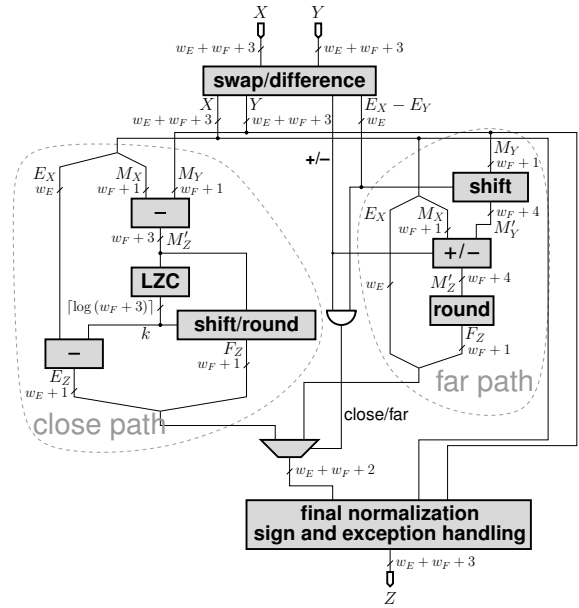 X Y
w_E + w_F + 3 w_E + w_F + 3
swap/difference
X Y E_X − E_Y
w_E + w_F + 3 w_E + w_F + 3 w_E
+/−
M_Y
w_F + 1
E_X M_X M_Y
w_E w_F + 1 w_F + 1
shift
E_X M_X w_F + 4
w_F + 1 M'_Y
−
w_F + 3 M'_Z
+/−
LZC
w_E M'_Z w_F + 4
⌈log (w_F + 3)⌉
round
k
shift/round
F_Z
w_F + 1
−
F_Z
w_F + 1
E_Z
w_E + 1
far path
close path
close/far
w_E + w_F + 2
final normalization
sign and exception handling
w_E + w_F + 3
Z